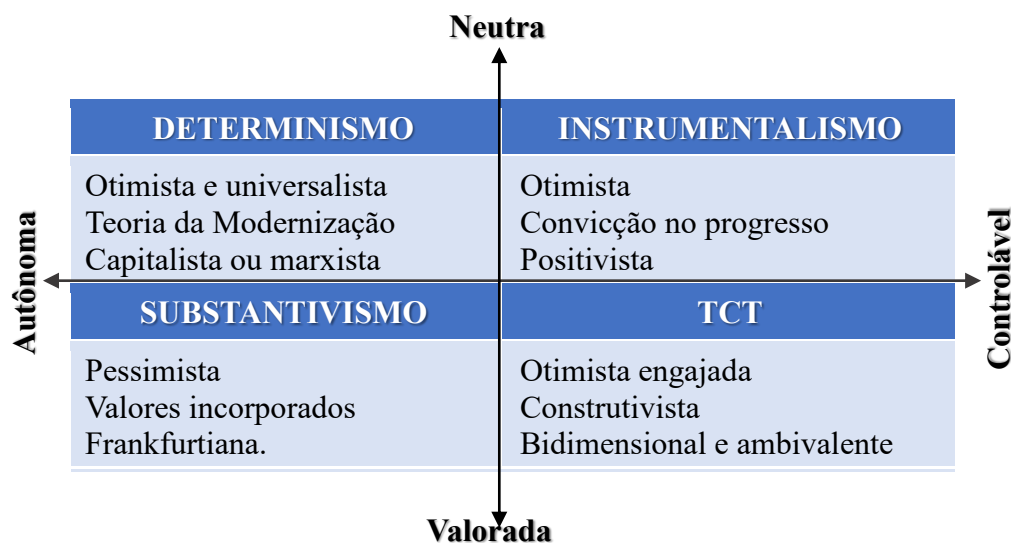 Neutra
DETERMINISMO
INSTRUMENTALISMO
Otimista e universalista
Teoria da Modernização
Capitalista ou marxista
Otimista
Convicção no progresso
Positivista
Autônoma
Controlável
SUBSTANTIVISMO
TCT
Pessimista
Valores incorporados
Frankfurtiana.
Otimista engajada
Construtivista
Bidimensional e ambivalente
Valorada